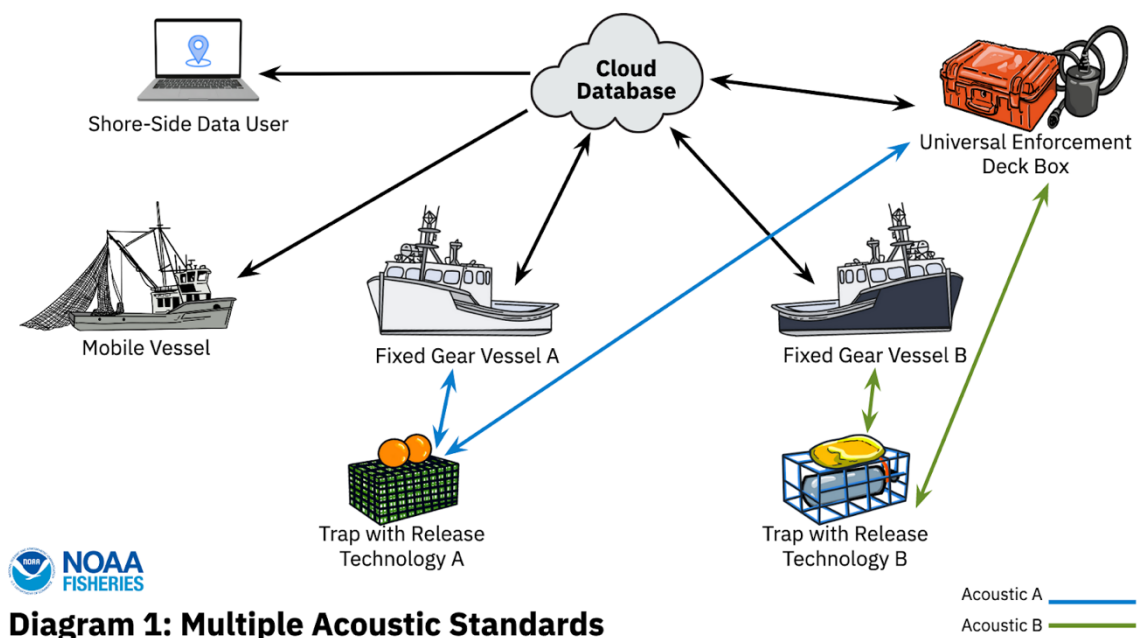 Cloud
Database
Shore-Side Data User
Universal Enforcement
Deck Box
Mobile Vessel
Fixed Gear Vessel A
Fixed Gear Vessel B
Trap with Release
Technology A
Trap with Release
Technology B
NOAA
NOAA
FISHERIES
Acoustic A
Acoustic B
Diagram 1: Multiple Acoustic Standards